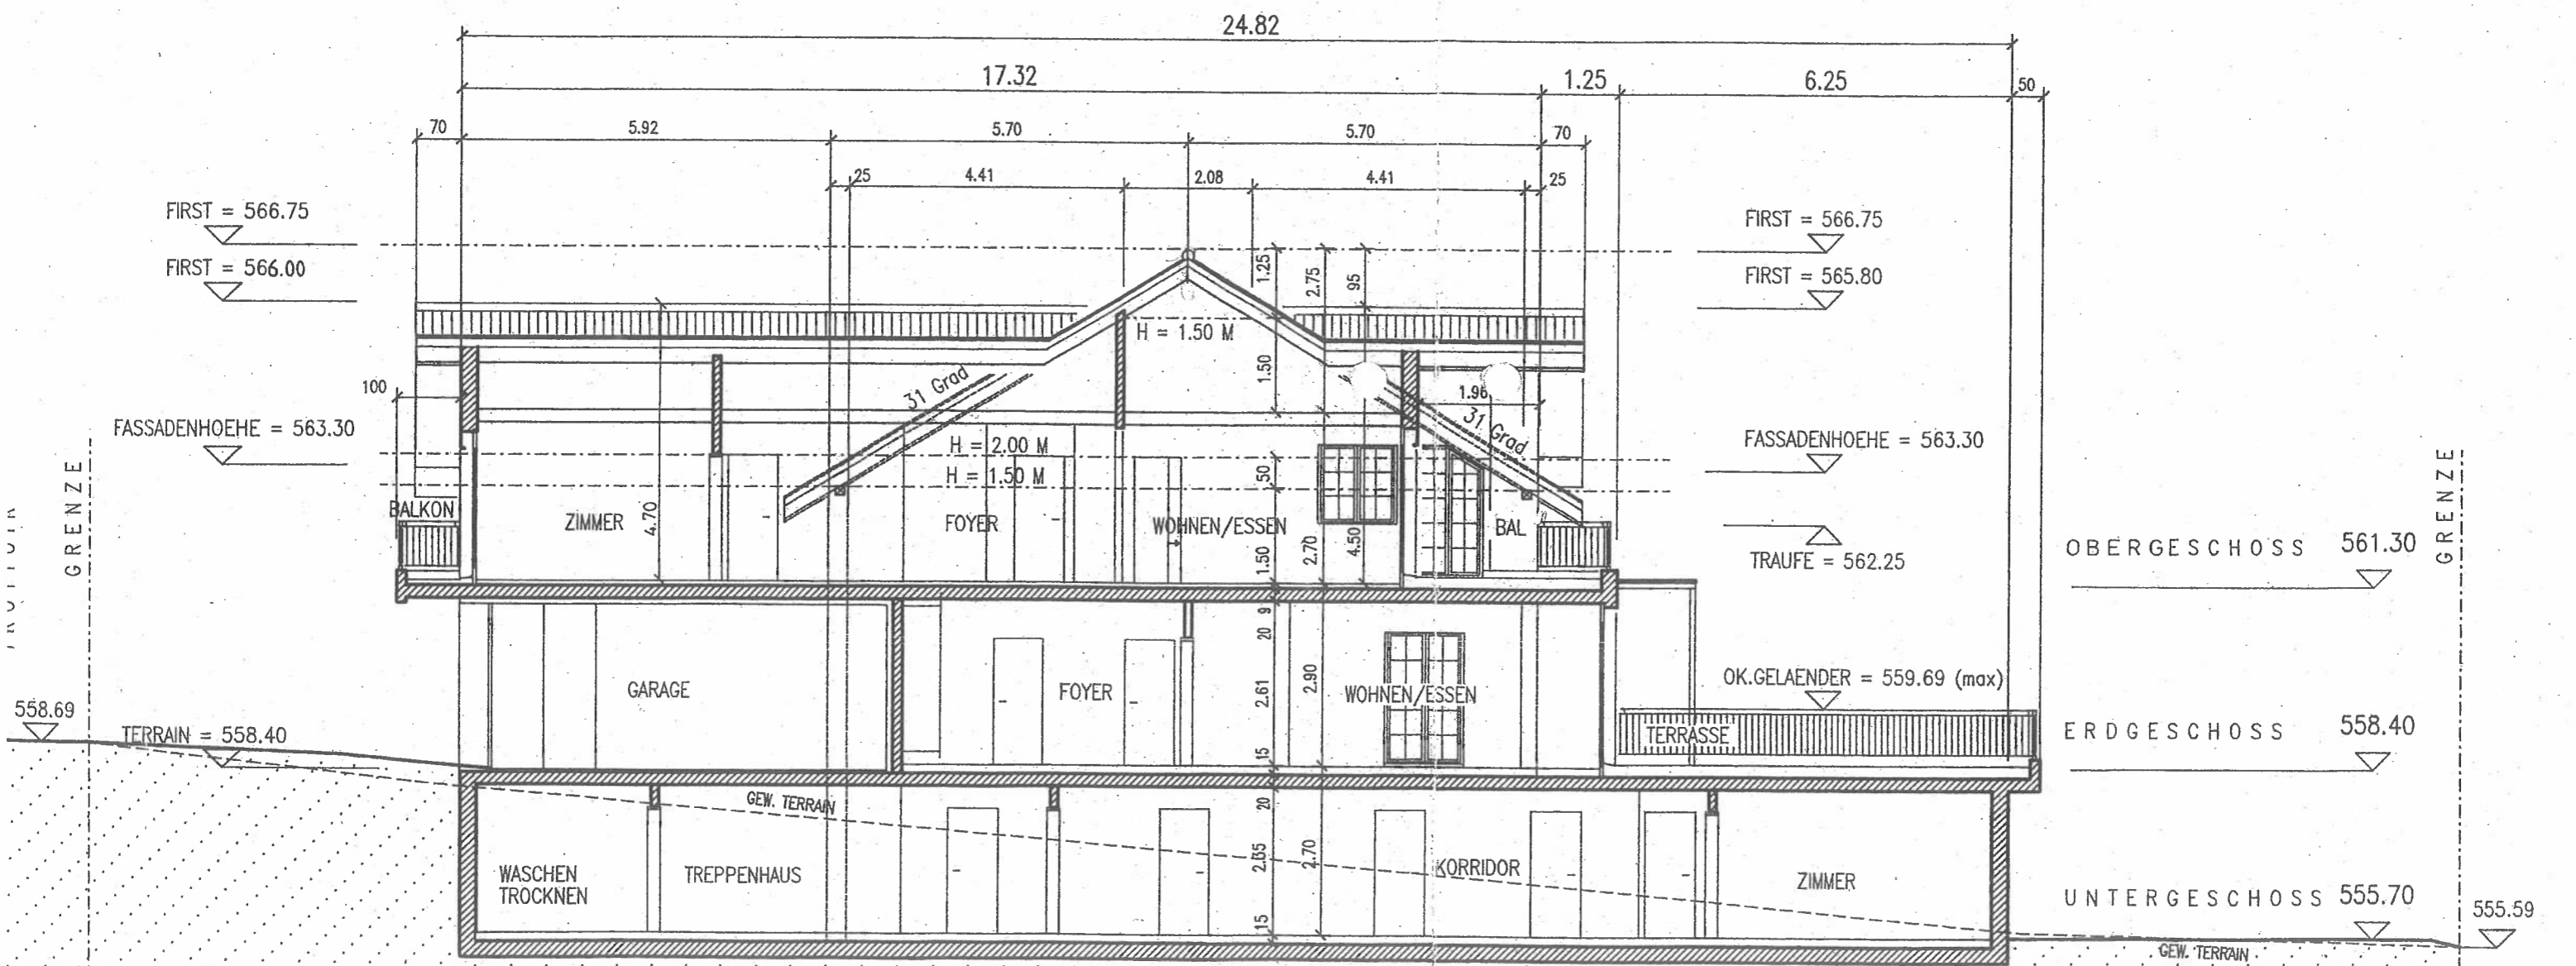 24.82
17.32 1.25 6.25 50
70 5.92 5.70 5.70 70
25 4.41 2.08 4.41 25
FIRST = 566.75
FIRST = 566.75
FIRST = 566.00
FIRST = 565.80
1.25 2.75 95
H = 1.50 M
1.50
31 Grad
100
1.96
31 Grad
FASSADENHOEHE = 563.30
FASSADENHOEHE = 563.30
H = 2.00 M
H = 1.50 M
50
GRENZE
GRENZE
BALKON
ZIMMER
4.70
FOYER
WOHNEN/ESSEN
BAL
1.50 2.70 4.50
TRAUFE = 562.25
OBERGESCHOSS 561.30
9
20
GARAGE
FOYER
2.61 2.90
WOHNEN/ESSEN
OK.GELAENDER = 559.69 (max)
558.69
TERRAIN = 558.40
TERRASSE
ERDGESCHOSS 558.40
15
GEW. TERRAIN
20
WASCHEN
TROCKNEN
TREPPENHAUS
2.70
KORRIDOR
ZIMMER
UNTERGESCHOSS 555.70
555.59
15
GEW. TERRAIN